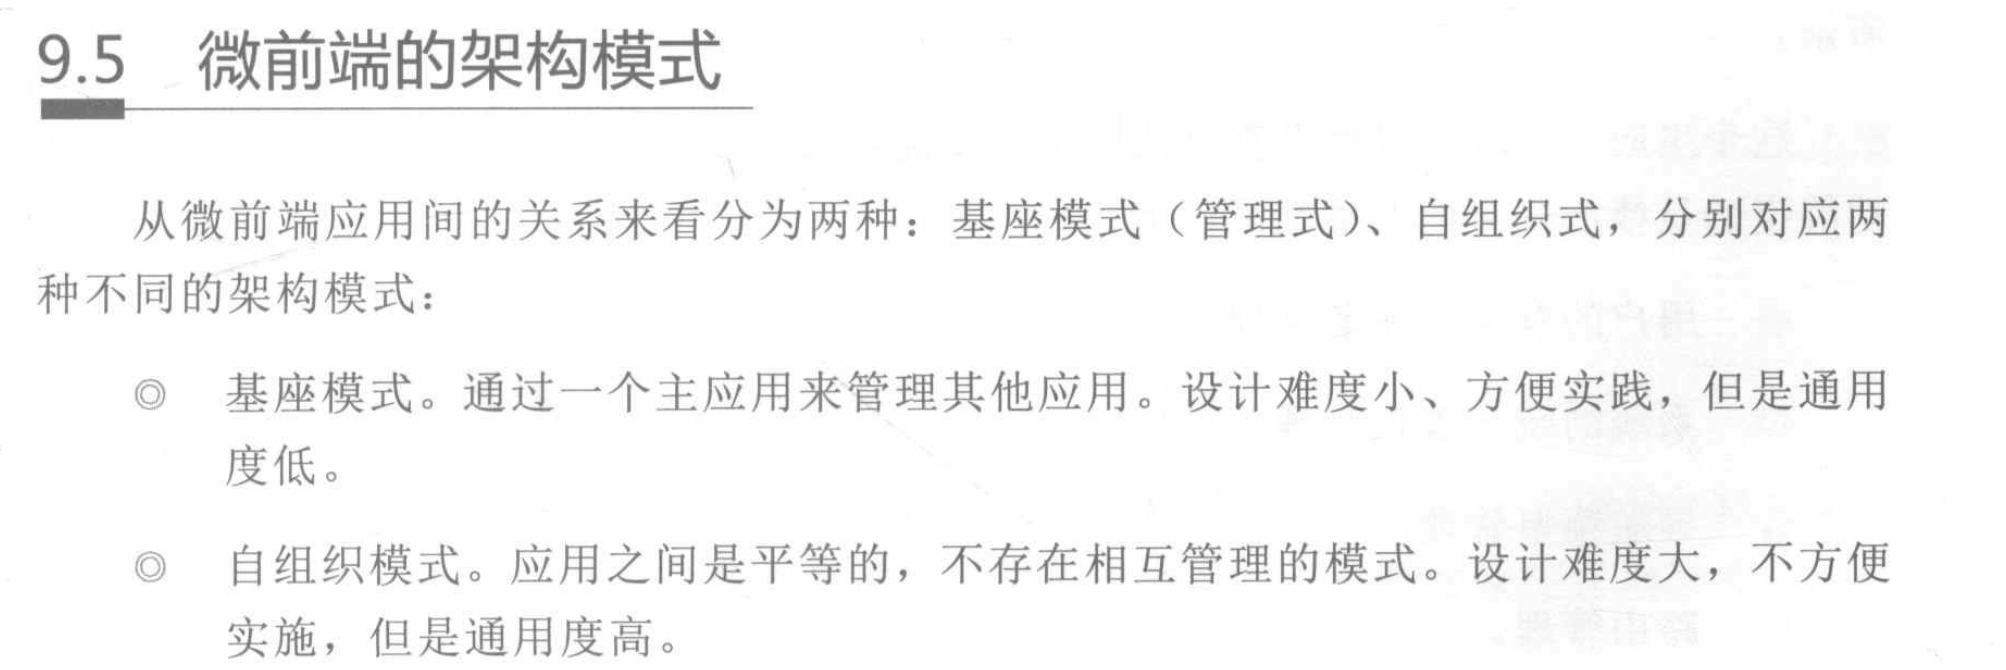 9.5 微前端的架构模式
从微前端应用间的关系来看分为两种：基座模式（管理式）、自组织式，分别对应两
种不同的架构模式：
◎ 基座模式。通过一个主应用来管理其他应用。设计难度小、方便实践，但是通用
度低。
◎ 自组织模式。应用之间是平等的，不存在相互管理的模式。设计难度大，不方便
实施，但是通用度高。